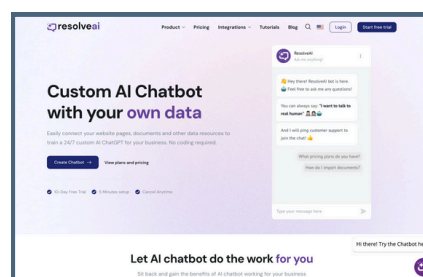 resolveai
Product
Pricing
Integrations
Tutorials
Blog
Login
Start free trial
Custom AI Chatbot
with your own data
Easily connect your website pages, documents and other data resources to
train a 24/7 custom AI ChatGPT for your business. No coding required
Create Chatbot →
View plans and pricing
10-Day Free Trial
5 Minutes setup
Cancel Anytime
ResolveAI
Ask me anything!
Hey there! ResolveAI bot is here.
Feel free to ask me any questions!
You can always say "I want to talk to
real human"
And I will ping customer support to
join the chat!
What pricing plans do you have?
How do I import documents?
Type your message here
Hi there! Try the Chatbot he
Let AI chatbot do the work for you
Sit back and gain the benefits of AI chatbot working for your business